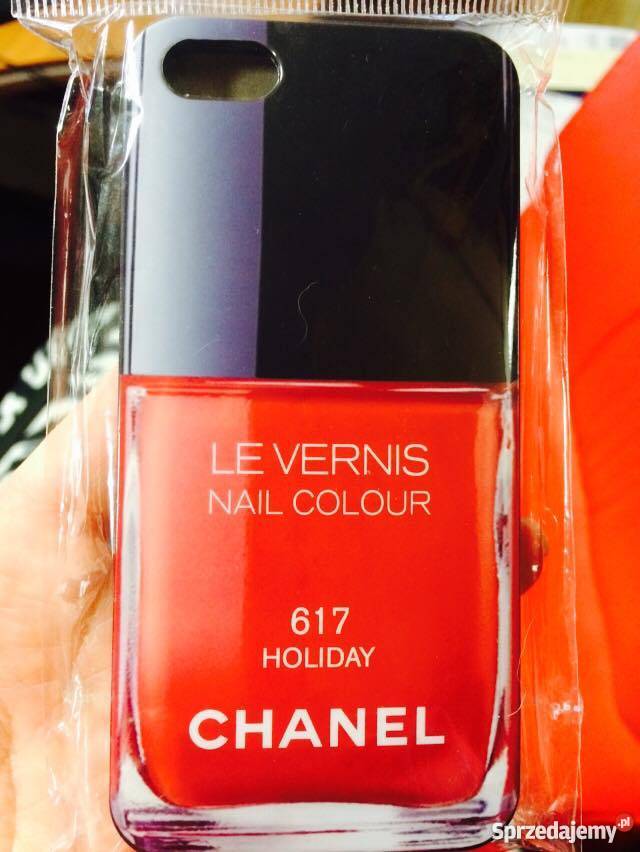 LE VERNIS
NAIL COLOUR
617
HOLIDAY
CHANEL
Sprzedajemy.pl